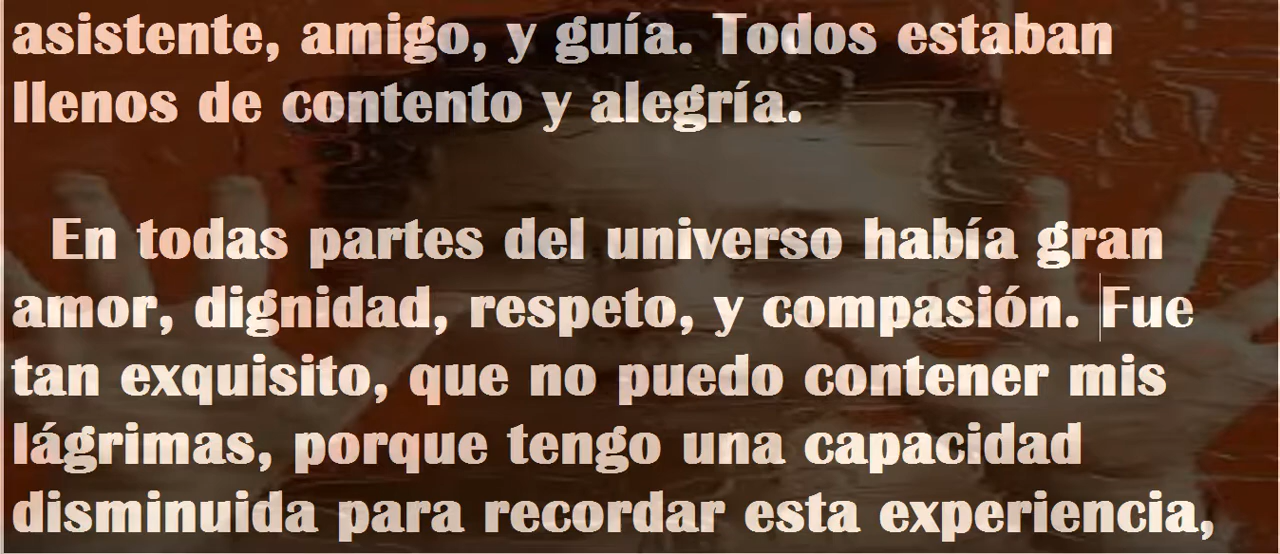 asistente, amigo, y guía. Todos estaban
llenos de contento y alegría.
En todas partes del universo había gran
amor, dignidad, respeto, y compasión. Fue
tan exquisito, que no puedo contener mis
lágrimas, porque tengo una capacidad
disminuida para recordar esta experiencia,